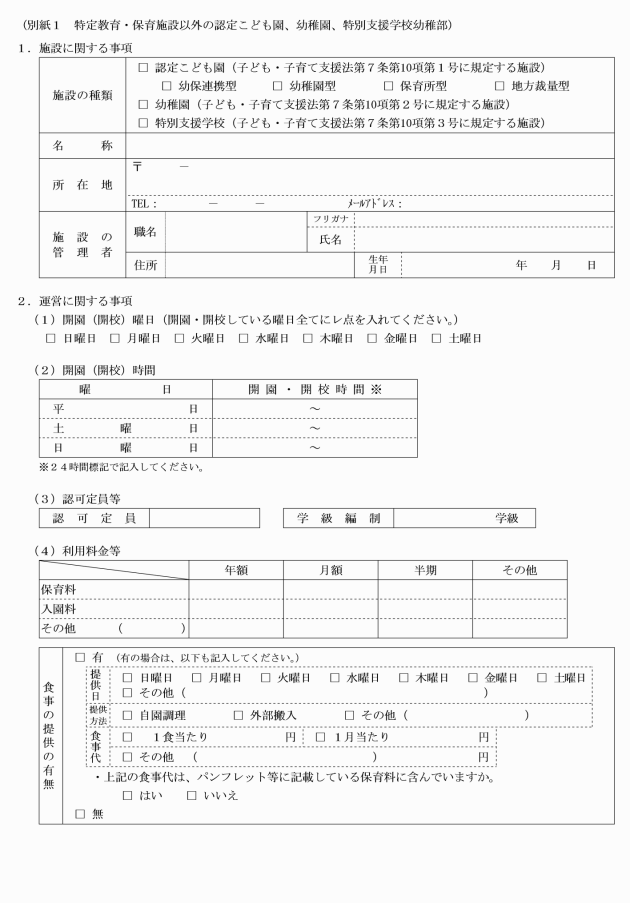 （別紙１　特定教育・保育施設以外の認定こども園、幼稚園、特別支援学校幼稚部）
１．施設に関する事項
施設の種類
□ 認定こども園（子ども・子育て支援法第７条第10項第１号に規定する施設）
□ 幼保連携型　□ 幼稚園型　□ 保育所型　□ 地方裁量型
□ 幼稚園（子ども・子育て支援法第７条第10項第２号に規定する施設）
□ 特別支援学校（子ども・子育て支援法第７条第10項第３号に規定する施設）
名　称
所　在　地
〒　－
TEL：　－　－　ﾒｰﾙｱﾄﾞﾚｽ：
施　設　の
管　理　者
職名
フリガナ
氏名
住所
生年
月日
年　月　日
２．運営に関する事項
（１）開園（開校）曜日（開園・開校している曜日全てにレ点を入れてください。）
□ 日曜日　□ 月曜日　□ 火曜日　□ 水曜日　□ 木曜日　□ 金曜日　□ 土曜日
（２）開園（開校）時間
曜　日　開 園 ・ 開 校 時 間 ※
平　日　～
土　曜　日　～
日　曜　日　～
※２４時間標記で記入してください。
（３）認可定員等
認　可　定　員　学　級　編　制　学級
（４）利用料金等
年額　月額　半期　その他
保育料
入園料
その他　（　）
食事の提供の有無
□ 有　（有の場合は、以下も記入してください。）
提供日
□ 日曜日　□ 月曜日　□ 火曜日　□ 水曜日　□ 木曜日　□ 金曜日　□ 土曜日
□ その他（　）
提供
方法
□ 自園調理　□ 外部搬入　□ その他（　）
食事代
□　１食当たり　円　□ １月当たり　円
□ その他　（　）　円
・上記の食事代は、パンフレット等に記載している保育料に含んでいますか。
□ はい　□ いいえ
□ 無